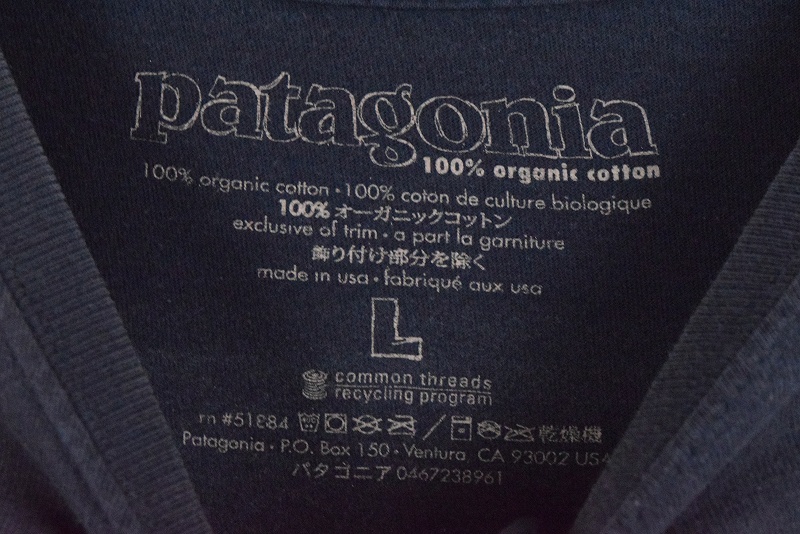 patagonia
100% organic cotton
100% organic cotton • 100% coton de culture biologique
100% オーガニックコットン
exclusive of trim • a part la garniture
飾り付け部分を除く
made in usa • fabriqué aux usa
L
common threads
recycling program
rn #51884 / 乾燥機
Patagonia • P.O. Box 150 • Ventura CA 93002 USA
パタゴニア 0467238961